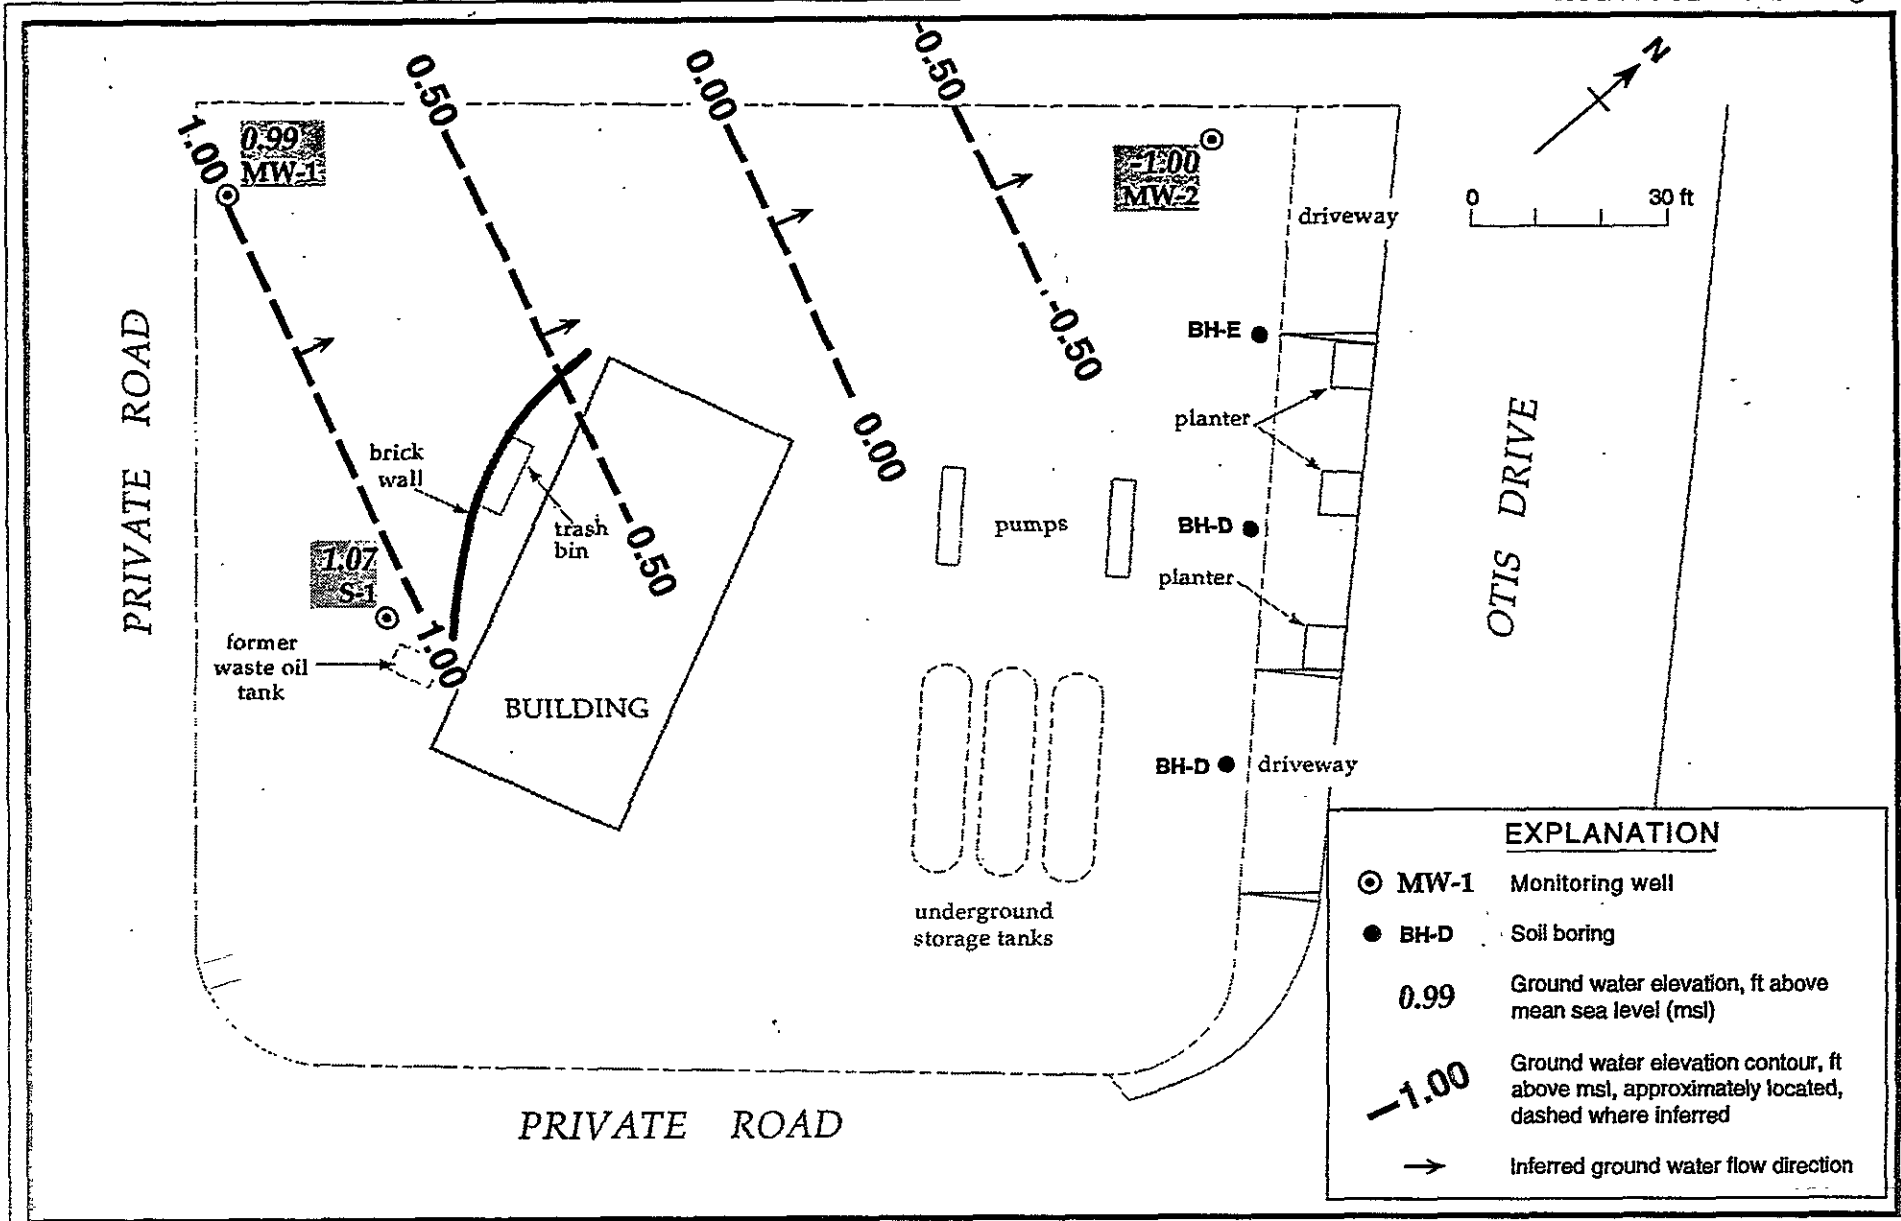 0.50
0.00
-0.50
N
1.00
0.99
MW-1
-1.00
MW-2
0
30 ft
driveway
-0.50
BH-E
planter
0.00
PRIVATE ROAD
OTIS DRIVE
brick
wall
trash
bin
0.50
pumps
BH-D
planter
1.07
S-1
1.00
former
waste oil
tank
BUILDING
BH-D
driveway
underground
storage tanks
PRIVATE ROAD
EXPLANATION
MW-1 Monitoring well
BH-D Soil boring
0.99 Ground water elevation, ft above
mean sea level (msl)
1.00 Ground water elevation contour, ft
above msl, approximately located,
dashed where inferred
Inferred ground water flow direction